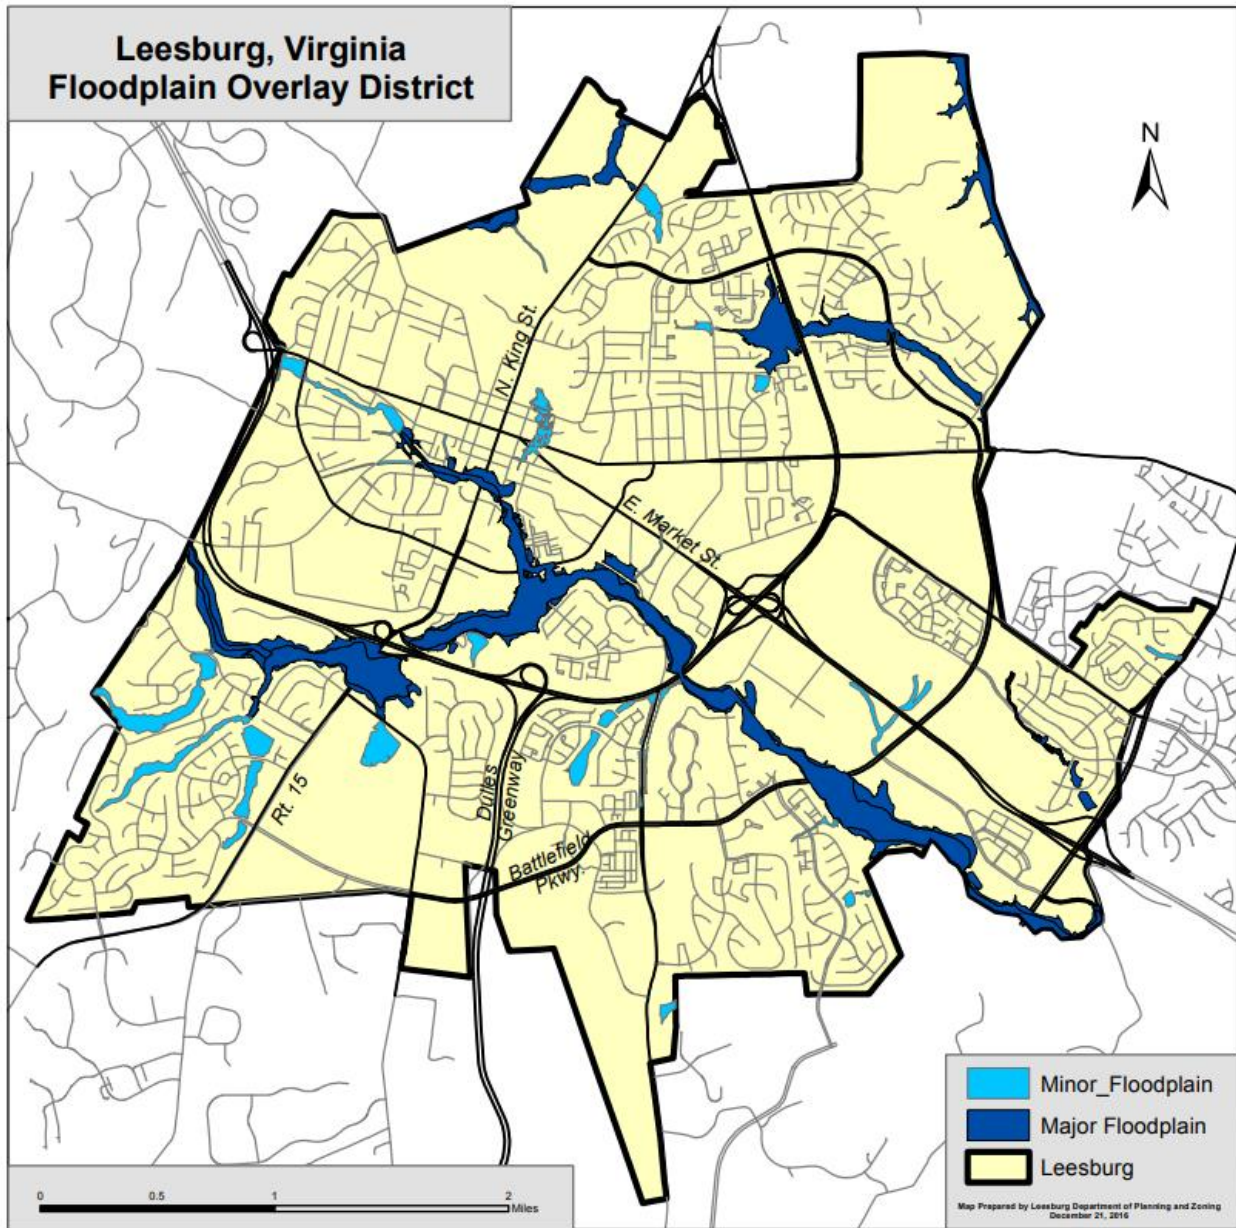 Leesburg, Virginia
Floodplain Overlay District
N
N. King St.
E. Market St.
Rt. 15
Dulles
Greenway
Battlefield
Pkwy.
Minor_Floodplain
Major Floodplain
Leesburg
0 0.5 1 2
Miles
Map Prepared by Leesburg Department of Planning and Zoning
December 21, 2016